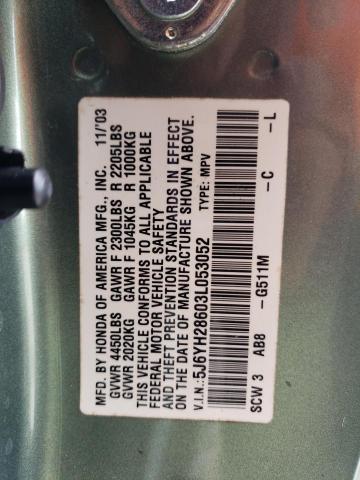 MFD. BY HONDA OF AMERICA MFG., INC. 11/'03
GVWR 4450LBS GAWR F 2300LBS R 2205LBS
GVWR 2020KG GAWR F 1045KG R 1000KG
THIS VEHICLE CONFORMS TO ALL APPLICABLE
FEDERAL MOTOR VEHICLE SAFETY
AND THEFT PREVENTION STANDARDS IN EFFECT
ON THE DATE OF MANUFACTURE SHOWN ABOVE.
V.I.N.: 5J6YH28603L053052 TYPE: MPV
SCW 3 AB8 -G511M -C -L